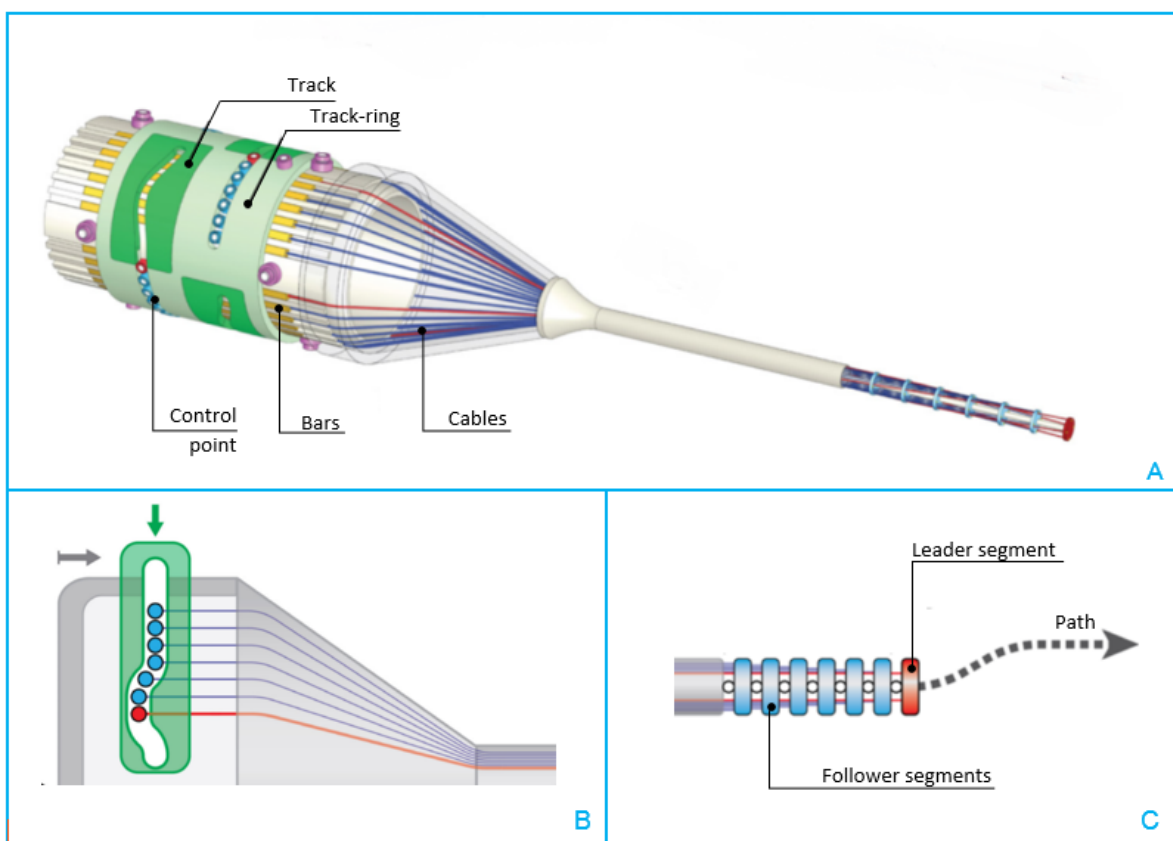 Track
Track-ring
Control
point
Bars
Cables
A
B
Leader segment
Path
Follower segments
C